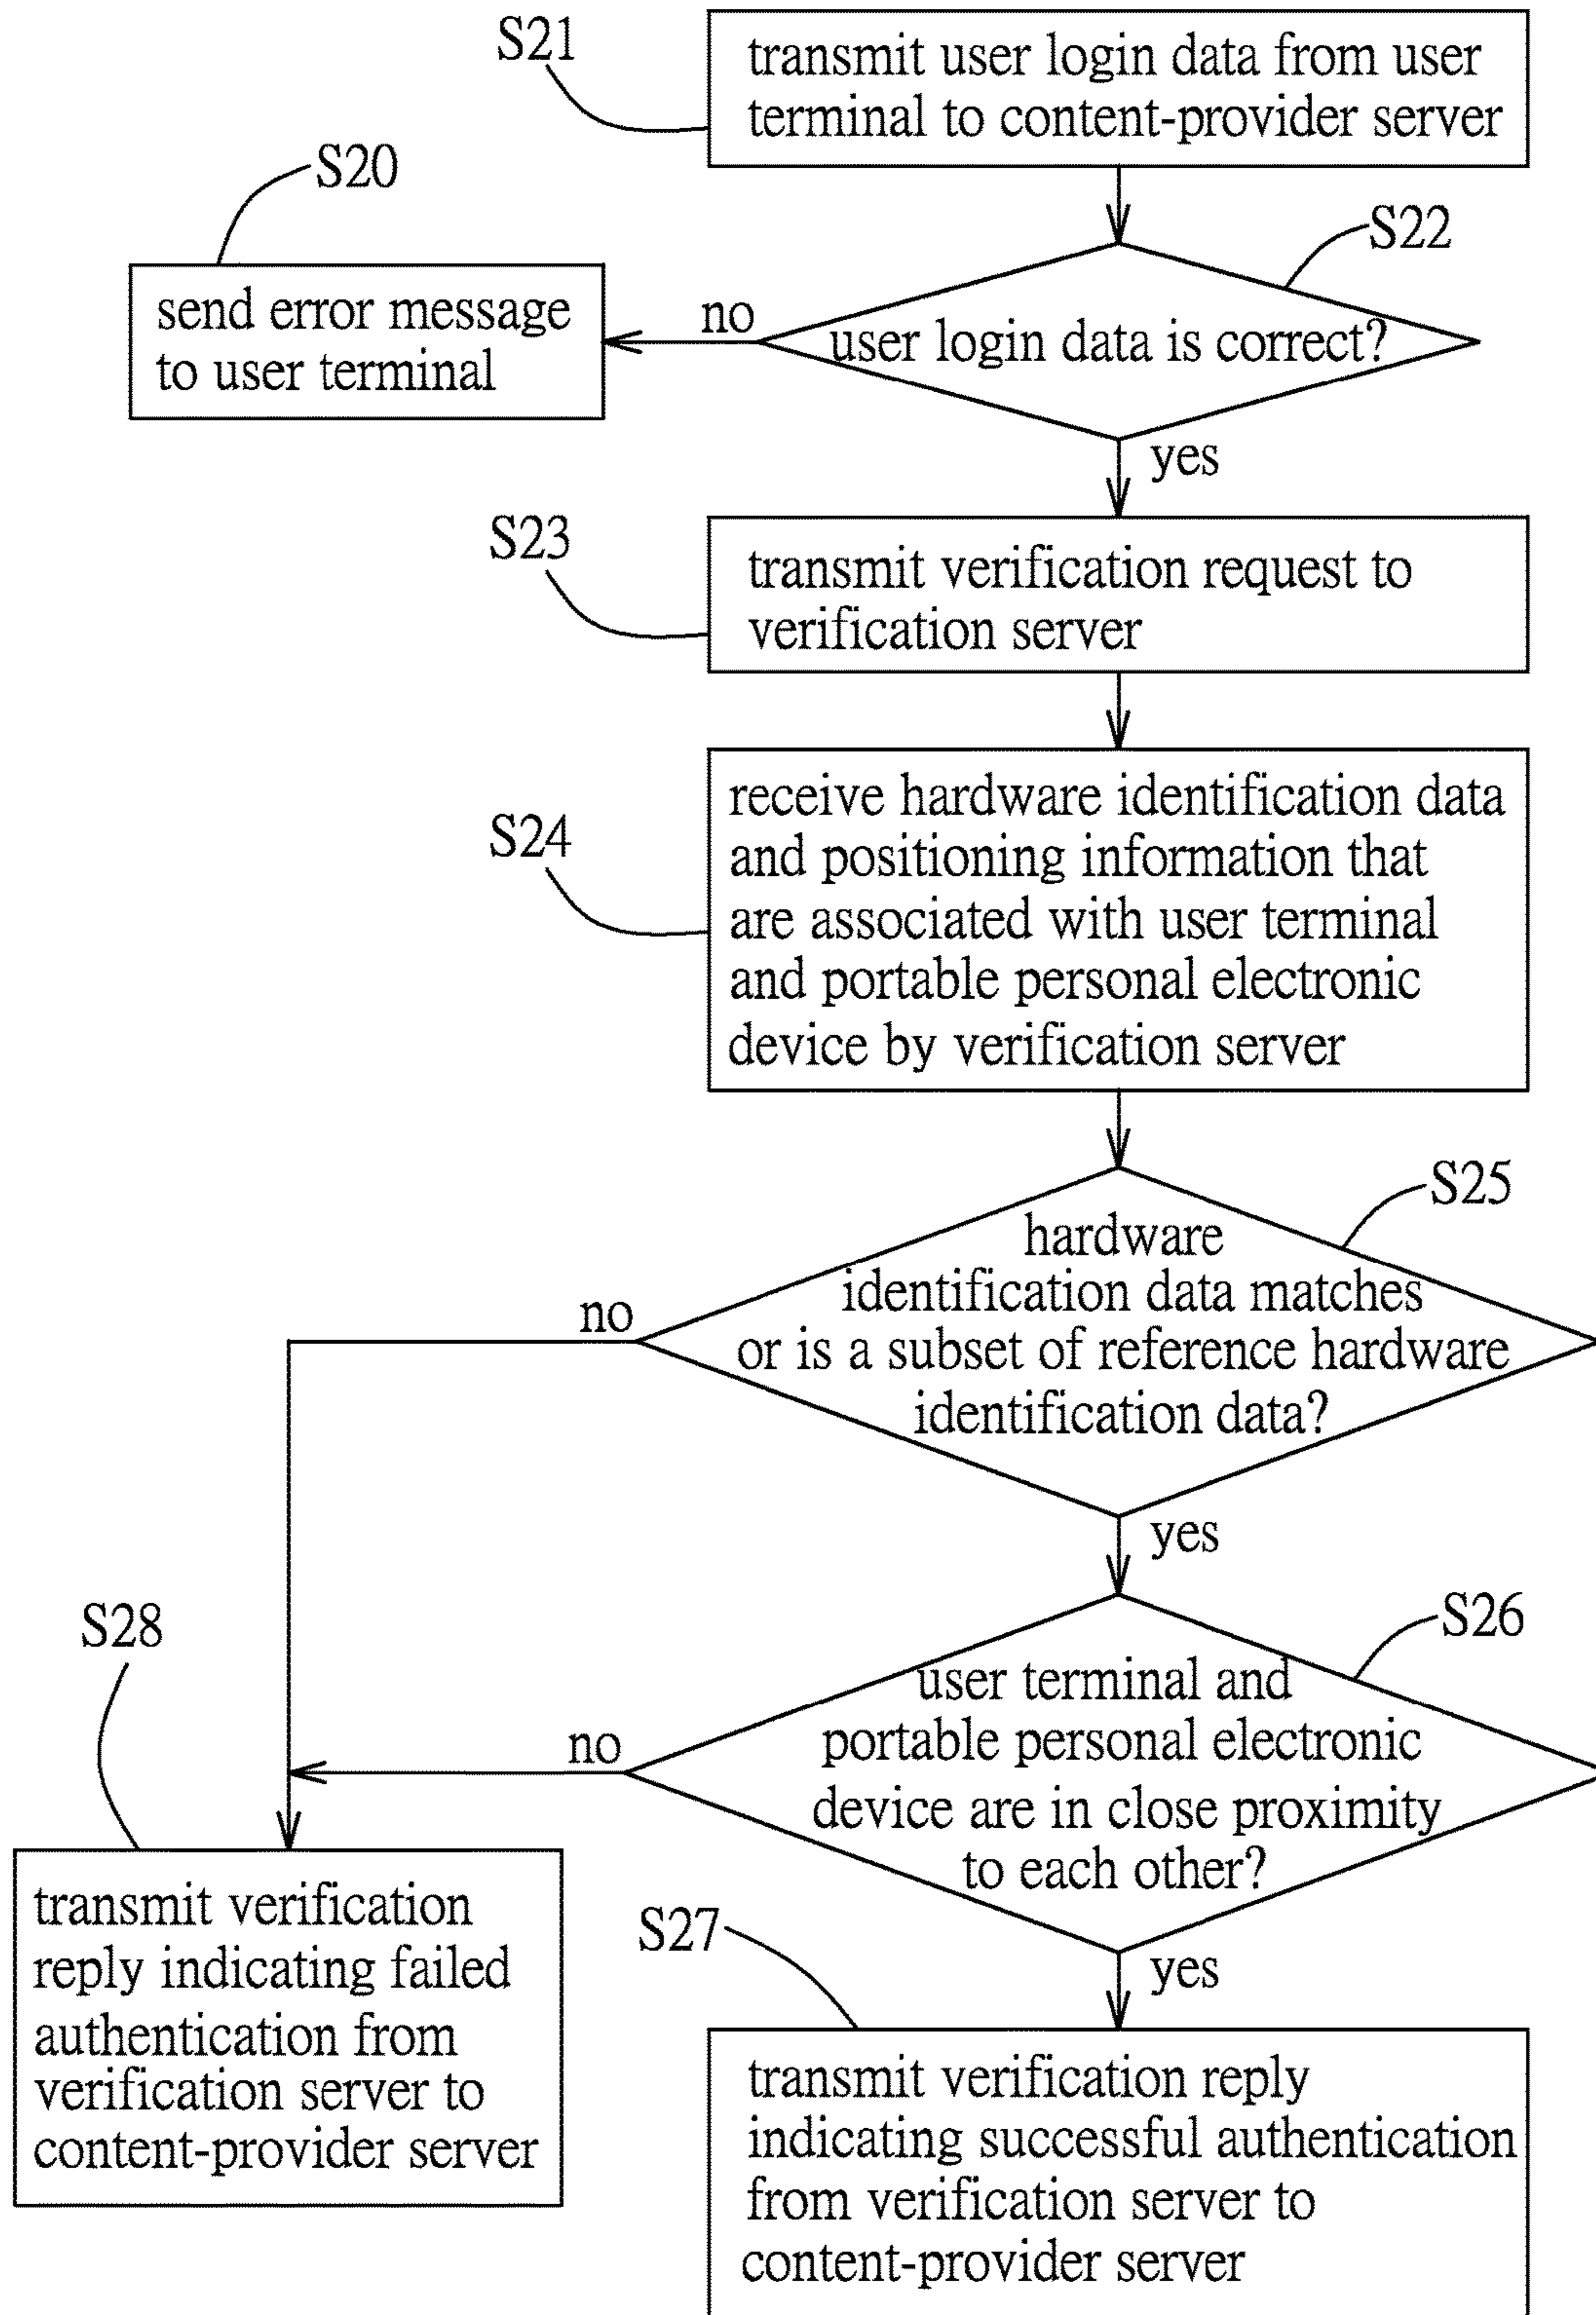 S21
transmit user login data from user
terminal to content-provider server
S20
S22
send error message
to user terminal
no
user login data is correct?
yes
S23
transmit verification request to
verification server
S24
receive hardware identification data
and positioning information that
are associated with user terminal
and portable personal electronic
device by verification server
S25
hardware
identification data matches
or is a subset of reference hardware
identification data?
no
yes
S28
S26
user terminal and
portable personal electronic
device are in close proximity
to each other?
no
yes
transmit verification
reply indicating failed
authentication from
verification server to
content-provider server
S27
transmit verification reply
indicating successful authentication
from verification server to
content-provider server